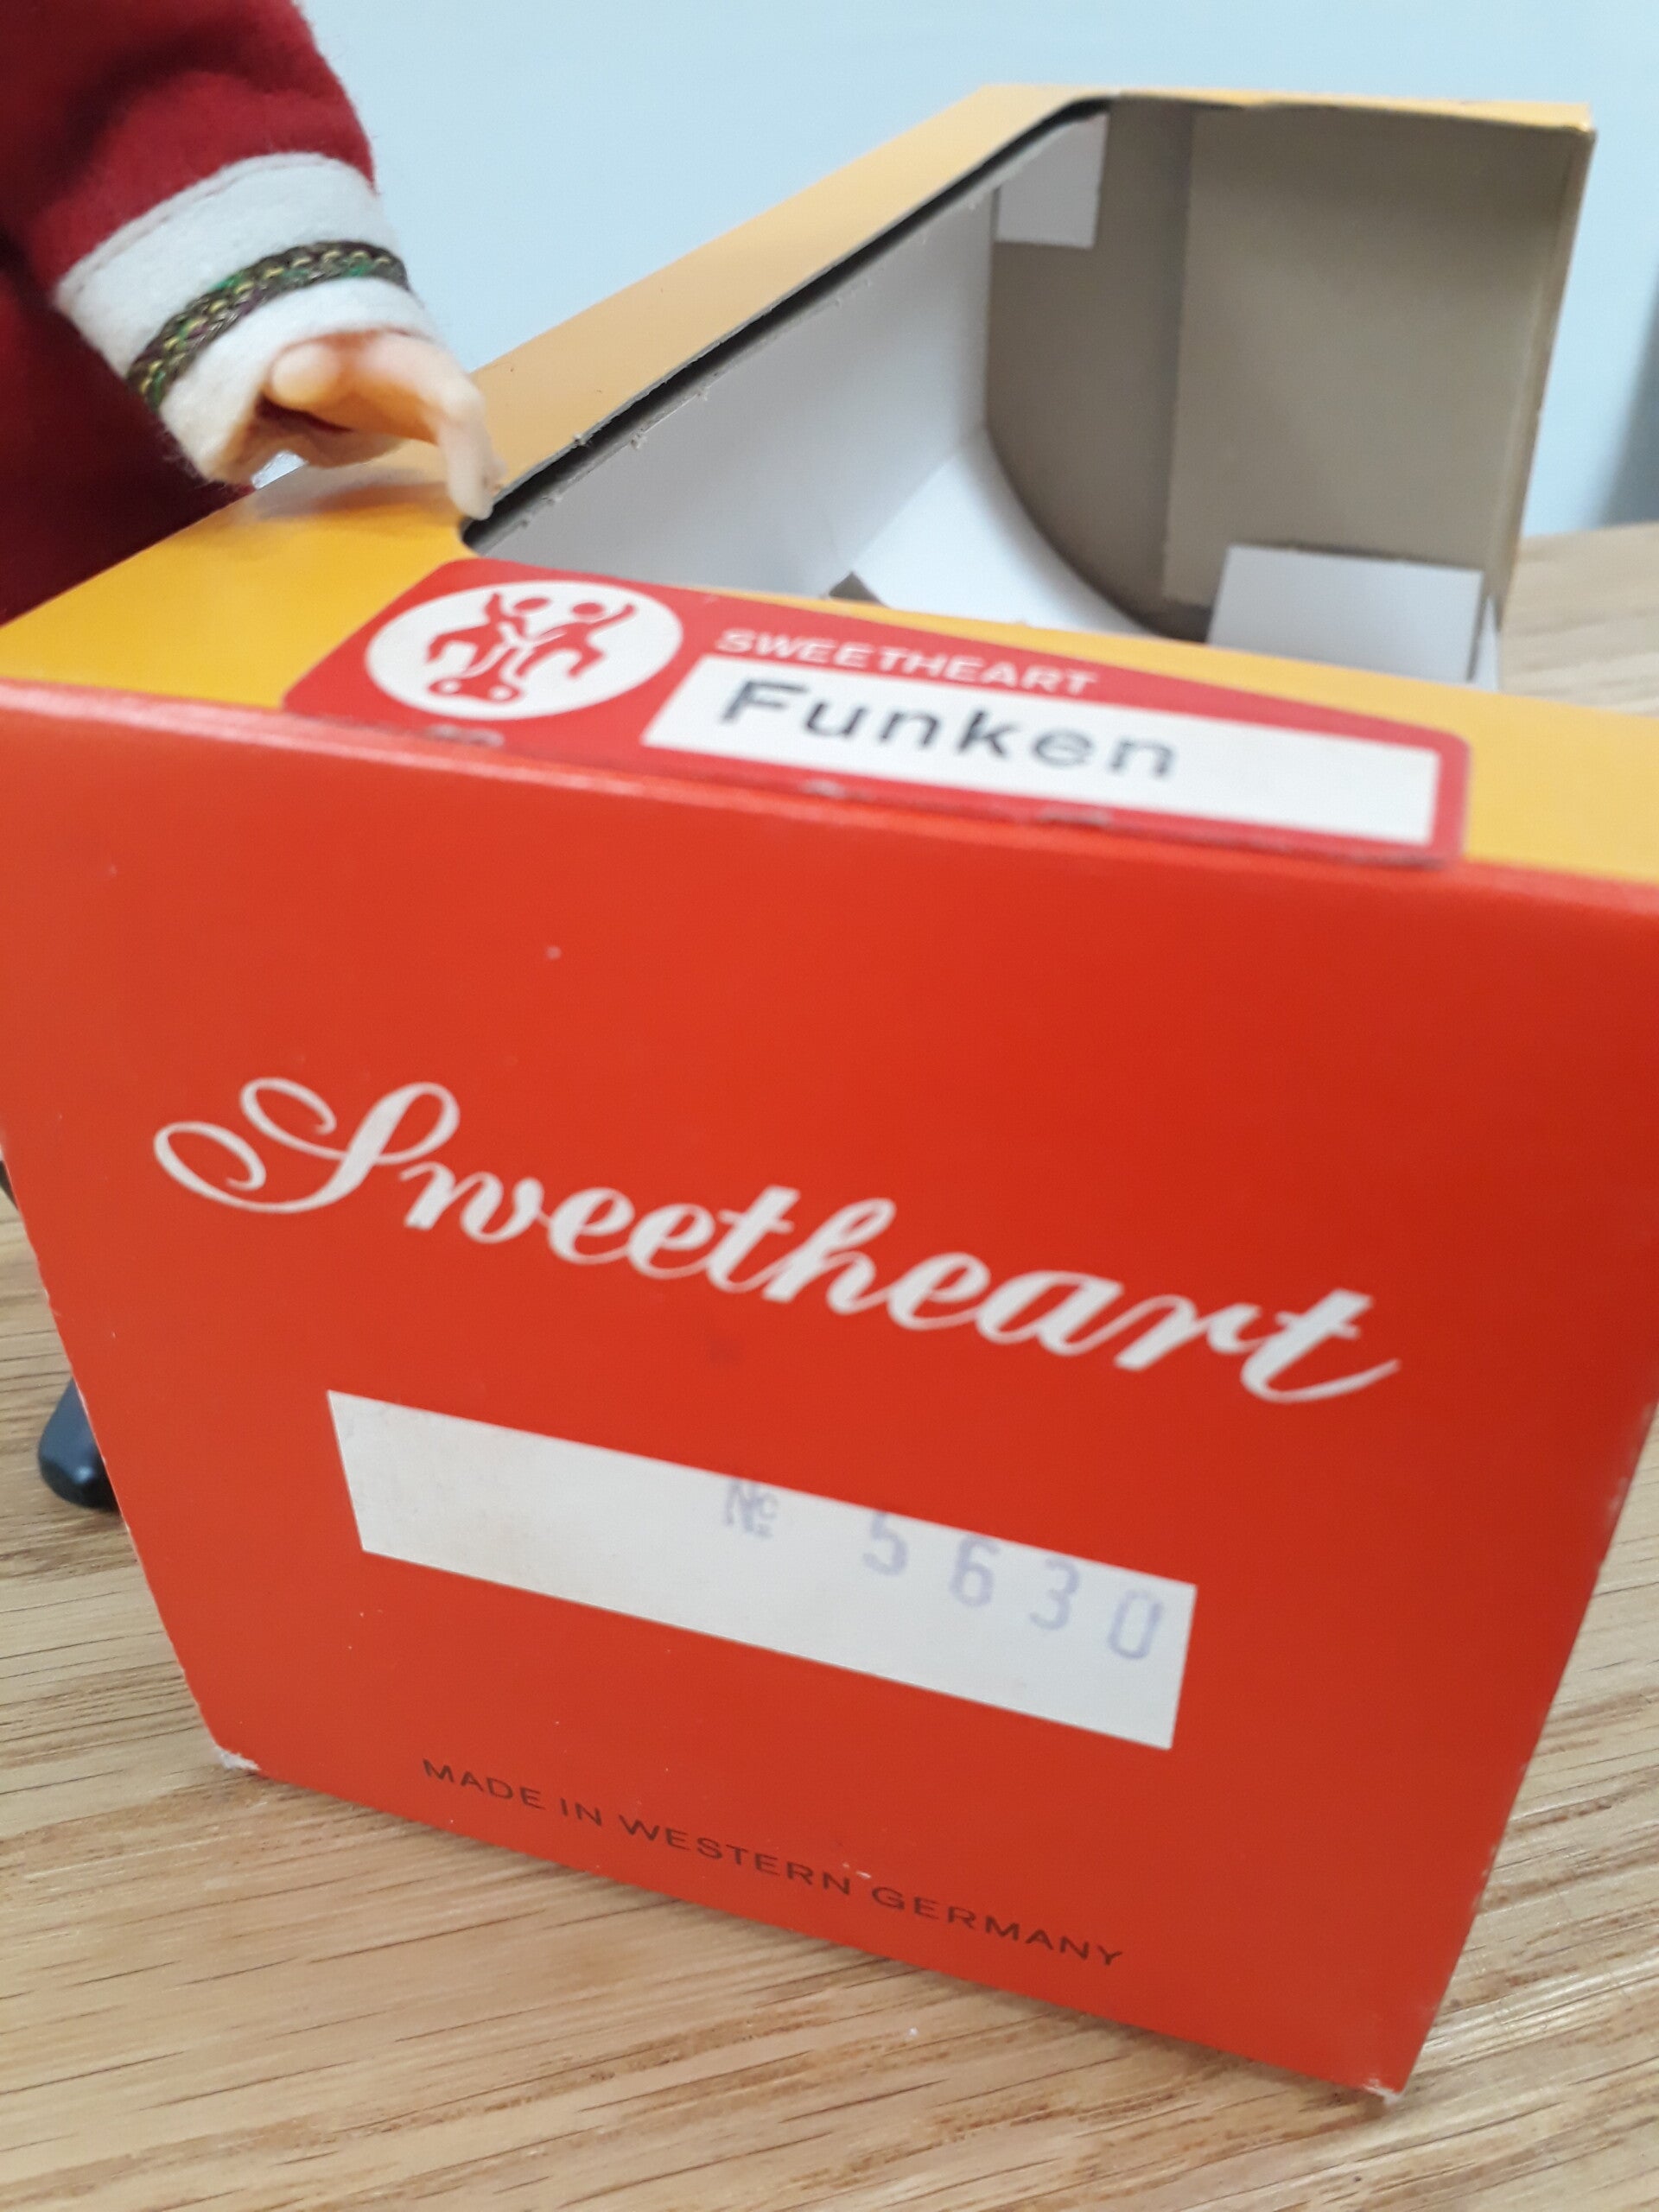 SWEETHEART
Funken
Sweetheart
№ 5630
MADE IN WESTERN GERMANY